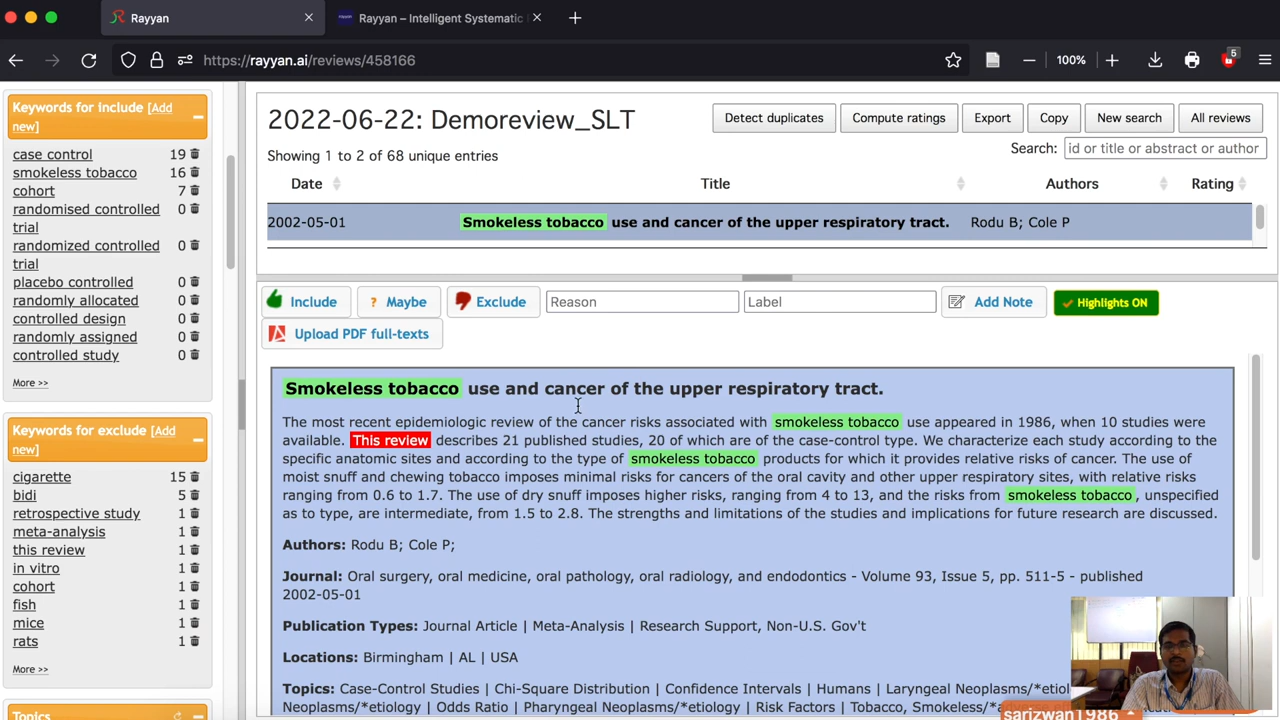 Rayyan
Rayyan – Intelligent Systematic
https://rayyan.ai/reviews/458166
100%
5
Keywords for include [Add
new]
case control 19
smokeless tobacco 16
cohort 7
randomised controlled 0
trial
randomized controlled 0
trial
placebo controlled 0
randomly allocated 0
controlled design 0
randomly assigned 0
controlled study 0
More >>
Keywords for exclude [Add
new]
cigarette 15
bidi 5
retrospective study 1
meta-analysis 1
this review 1
in vitro 1
cohort 1
fish 1
mice 1
rats 1
More >>
Topics
2022-06-22: Demoreview_SLT
Detect duplicates Compute ratings Export Copy New search All reviews
Showing 1 to 2 of 68 unique entries
Search: id or title or abstract or author
Date Title Authors Rating
2002-05-01 Smokeless tobacco use and cancer of the upper respiratory tract. Rodu B; Cole P
Include ? Maybe Exclude Reason Label Add Note Highlights ON
Upload PDF full-texts
Smokeless tobacco use and cancer of the upper respiratory tract.
The most recent epidemiologic review of the cancer risks associated with smokeless tobacco use appeared in 1986, when 10 studies were
available. This review describes 21 published studies, 20 of which are of the case-control type. We characterize each study according to the
specific anatomic sites and according to the type of smokeless tobacco products for which it provides relative risks of cancer. The use of
moist snuff and chewing tobacco imposes minimal risks for cancers of the oral cavity and other upper respiratory sites, with relative risks
ranging from 0.6 to 1.7. The use of dry snuff imposes higher risks, ranging from 4 to 13, and the risks from smokeless tobacco, unspecified
as to type, are intermediate, from 1.5 to 2.8. The strengths and limitations of the studies and implications for future research are discussed.
Authors: Rodu B; Cole P;
Journal: Oral surgery, oral medicine, oral pathology, oral radiology, and endodontics - Volume 93, Issue 5, pp. 511-5 - published
2002-05-01
Publication Types: Journal Article | Meta-Analysis | Research Support, Non-U.S. Gov't
Locations: Birmingham | AL | USA
Topics: Case-Control Studies | Chi-Square Distribution | Confidence Intervals | Humans | Laryngeal Neoplasms/*etiol
Neoplasms/*etiology | Odds Ratio | Pharyngeal Neoplasms/*etiology | Risk Factors | Tobacco, Smokeless/*
sarizwan1986